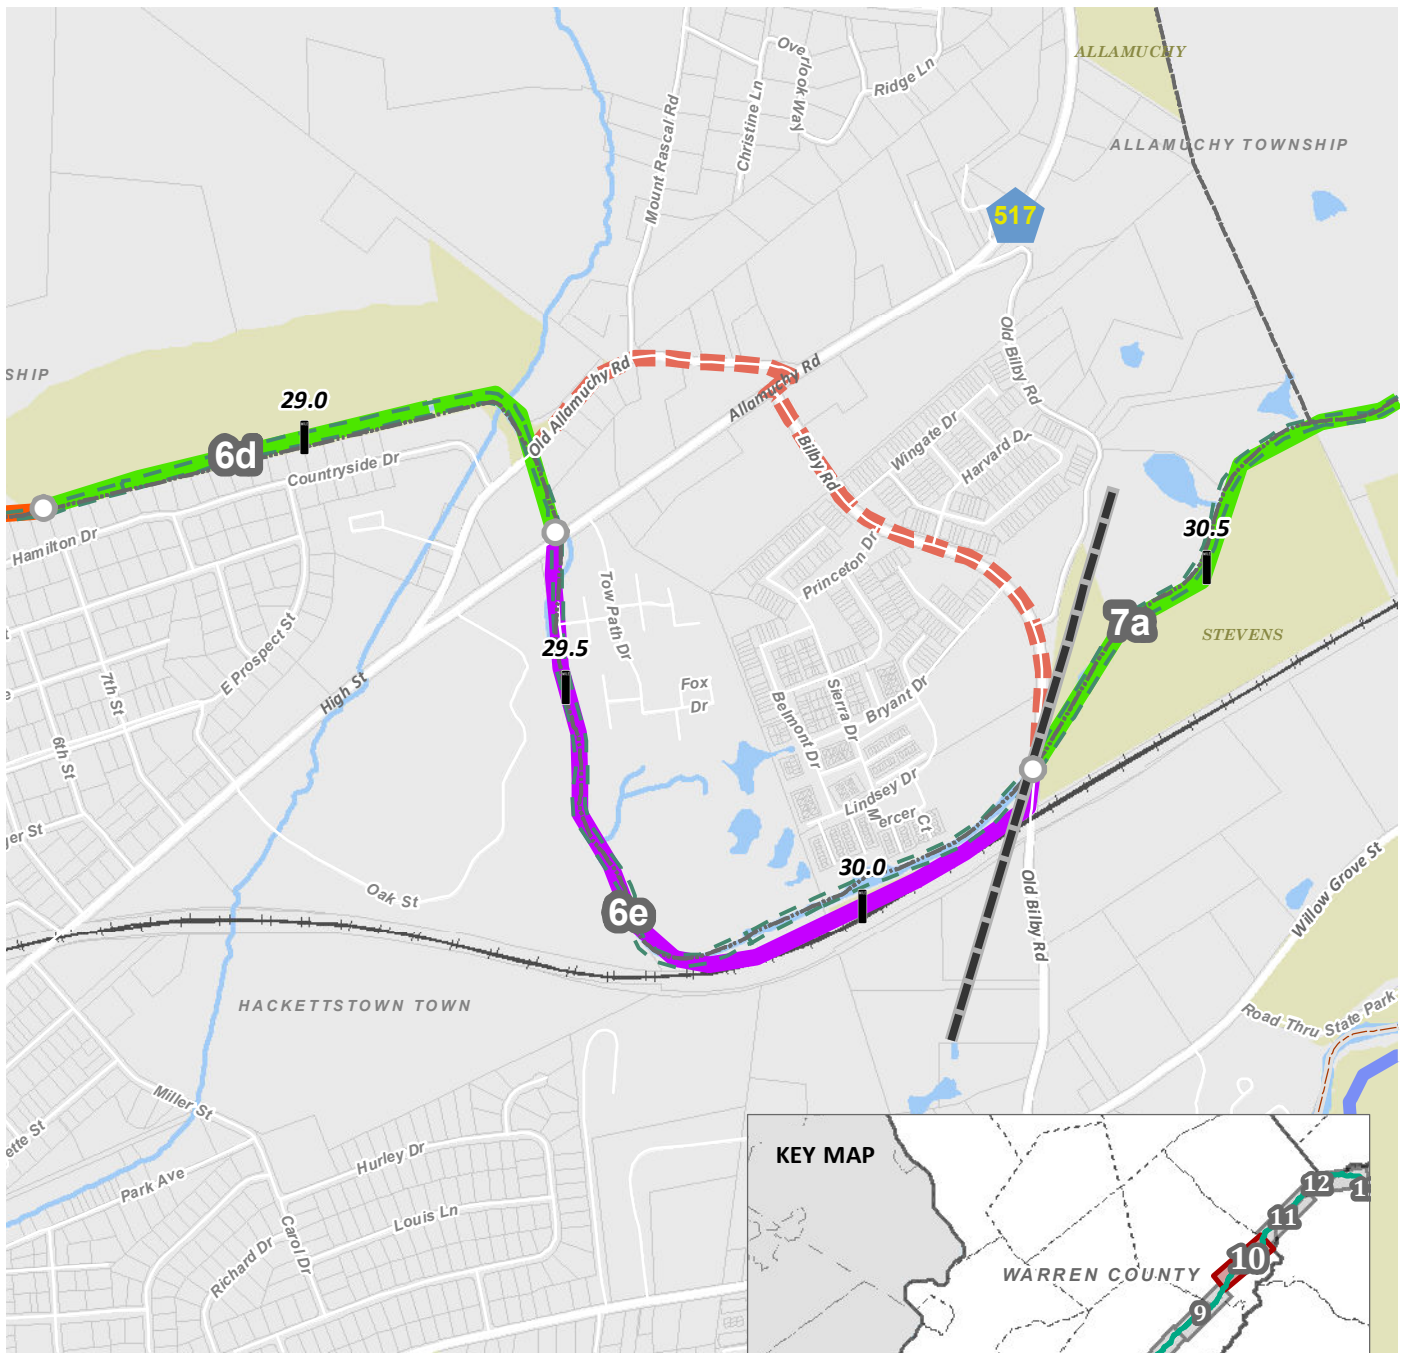 ALLAMUCHY
Overlook Way
Ridge Ln
Christine Ln
Mount Rascal Rd
ALLAMUCHY TOWNSHIP
517
SHIP
29.0
Old Allamuchy Rd
Allamuchy Rd
Old Bilby Rd
6d
Countryside Dr
Bilby Rd
Wingate Dr
Harvard Dr
30.5
Hamilton Dr
Princeton Dr
Tow Path Dr
7a
STEVENS
29.5
E Prospect St
7th St
High St
Fox
Dr
Belmont Dr
Sierra Dr
Bryant Dr
6th St
Lindsey Dr
Mercer Ct
ger St
30.0
Oak St
6e
Old Bilby Rd
Willow Grove St
HACKETTSTOWN TOWN
Road Thru State Park
Miller St
ette St
Hurley Dr
Park Ave
Louis Ln
Carol Dr
Richard Dr
KEY MAP
12
1
11
10
WARREN COUNTY
9